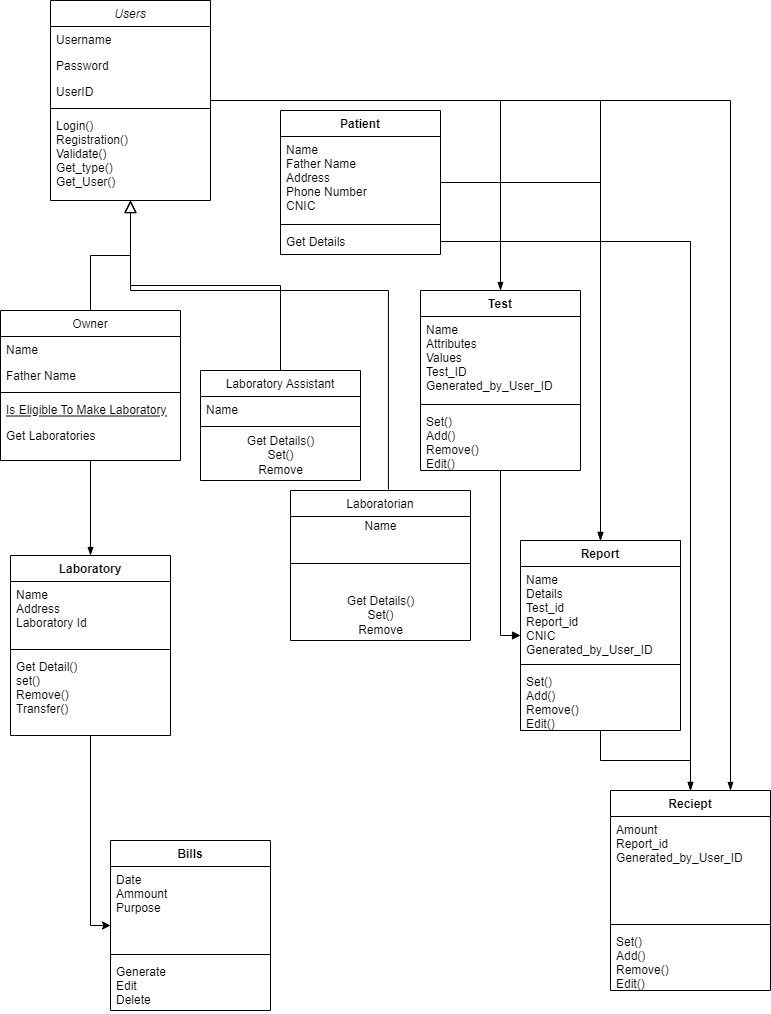 Users
Username
Password
UserID
Login()
Registration()
Validate()
Get_type()
Get_User()
Patient
Name
Father Name
Address
Phone Number
CNIC
Get Details
Owner
Name
Father Name
Is Eligible To Make Laboratory
Get Laboratories
Laboratory Assistant
Name
Get Details()
Set()
Remove
Test
Name
Attributes
Values
Test_ID
Generated_by_User_ID
Set()
Add()
Remove()
Edit()
Laboratorian
Name
Get Details()
Set()
Remove
Laboratory
Name
Address
Laboratory Id
Get Detail()
set()
Remove()
Transfer()
Report
Name
Details
Test_id
Report_id
CNIC
Generated_by_User_ID
Set()
Add()
Remove()
Edit()
Reciept
Amount
Report_id
Generated_by_User_ID
Set()
Add()
Remove()
Edit()
Bills
Date
Ammount
Purpose
Generate
Edit
Delete